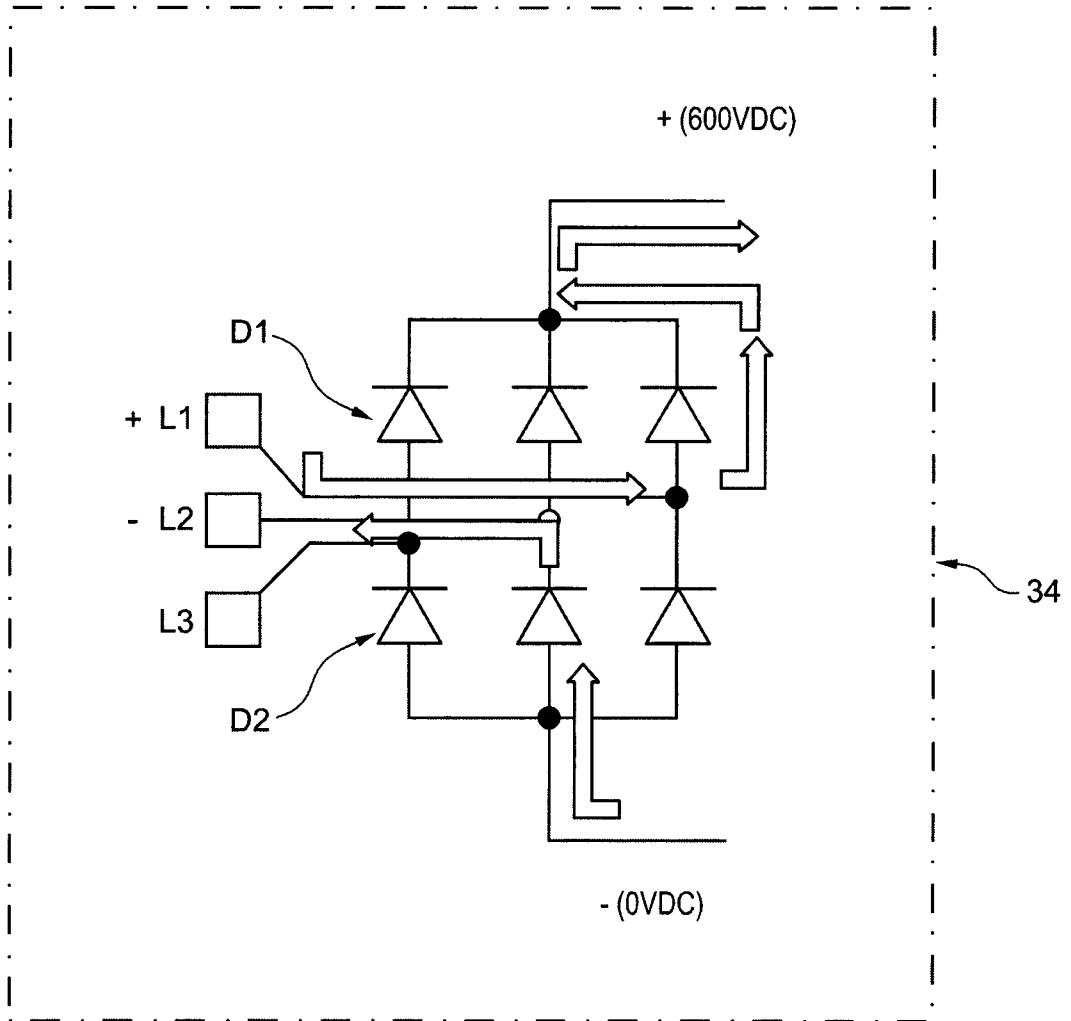 + (600VDC)
D1
+ L1
- L2
L3
34
D2
- (0VDC)